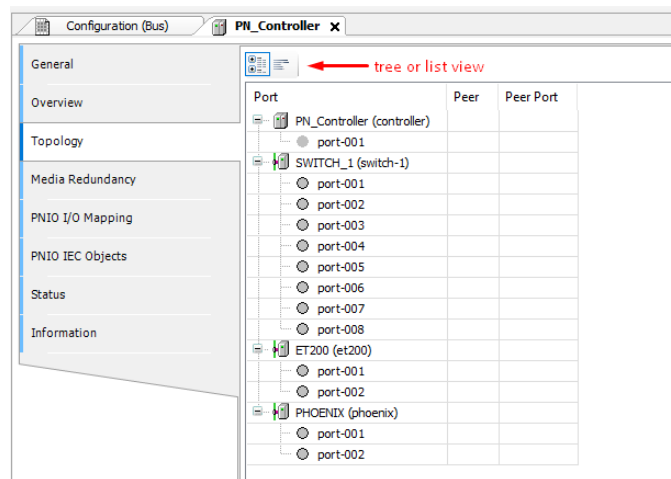 Configuration (Bus)
PN_Controller
General
Overview
Topology
Media Redundancy
PNIO I/O Mapping
PNIO IEC Objects
Status
Information
tree or list view
Port Peer Peer Port
PN_Controller (controller)
port-001
SWITCH_1 (switch-1)
port-001
port-002
port-003
port-004
port-005
port-006
port-007
port-008
ET200 (et200)
port-001
port-002
PHOENIX (phoenix)
port-001
port-002